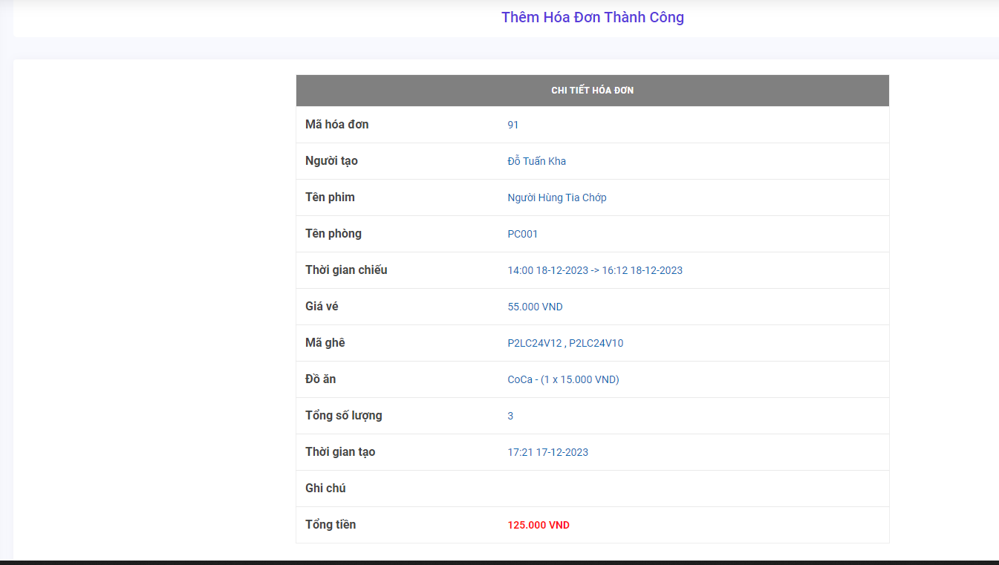 Thêm Hóa Đơn Thành Công
CHI TIẾT HÓA ĐƠN
Mã hóa đơn 91
Người tạo Đỗ Tuấn Kha
Tên phim Người Hùng Tia Chớp
Tên phòng PC001
Thời gian chiếu 14:00 18-12-2023 -> 16:12 18-12-2023
Giá vé 55.000 VND
Mã ghê P2LC24V12 , P2LC24V10
Đồ ăn CoCa - (1 x 15.000 VND)
Tổng số lượng 3
Thời gian tạo 17:21 17-12-2023
Ghi chú
Tổng tiền 125.000 VND